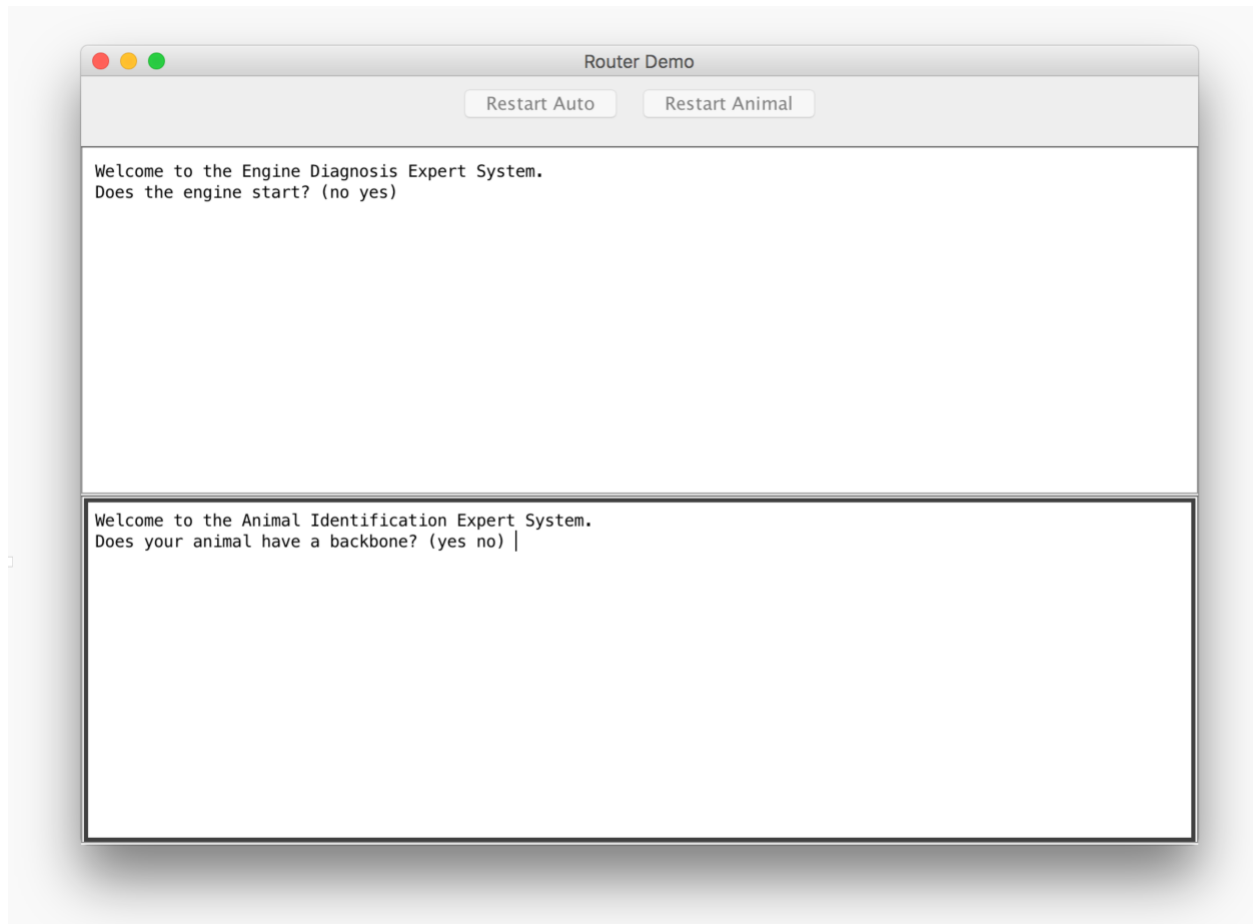 Router Demo
Restart Auto Restart Animal
Welcome to the Engine Diagnosis Expert System.
Does the engine start? (no yes)
Welcome to the Animal Identification Expert System.
Does your animal have a backbone? (yes no)